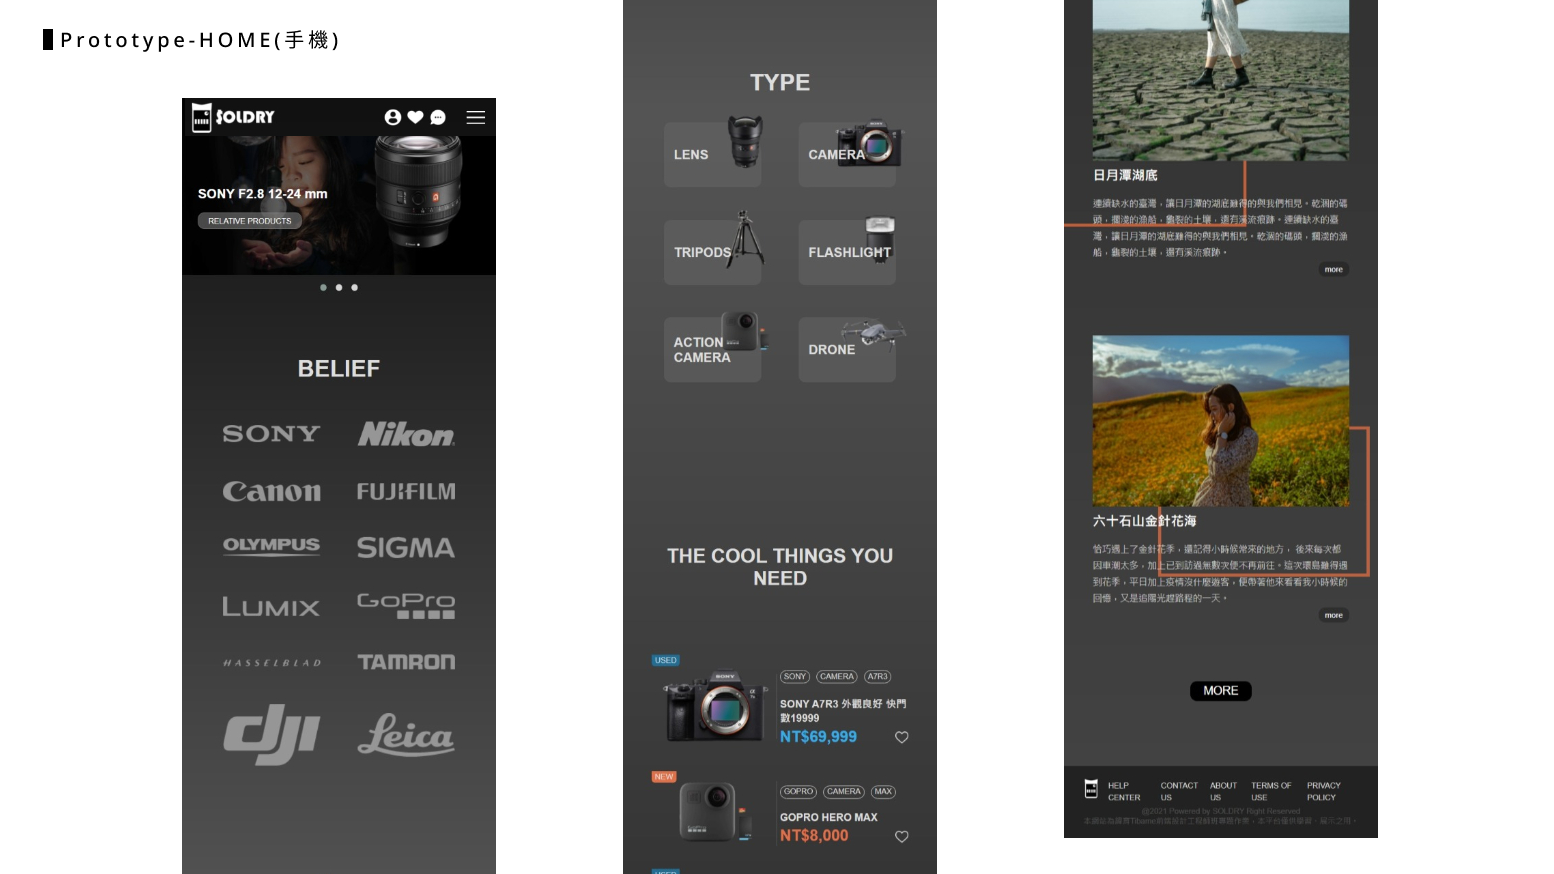 Prototype-HOME(手機)
SOLDRY
SONY F2.8 12-24 mm
RELATIVE PRODUCTS
BELIEF
SONY Nikon
Canon FUJIFILM
OLYMPUS SIGMA
LUMIX GoPro
HASSELBLAD TAMRON
dji Leica
TYPE
LENS CAMERA
TRIPODS FLASHLIGHT
ACTION
CAMERA
DRONE
THE COOL THINGS YOU
NEED
USED
SONY CAMERA A7R3
SONY A7R3 外觀良好 快門
數19999
NT$69,999
NEW
GOPRO CAMERA MAX
GOPRO HERO MAX
NT$8,000
USED
日月潭湖底
連續缺水的臺灣，讓日月潭的湖底難得的與我們相見。乾涸的碼
頭，擱淺的漁船，龜裂的土壤，還有溪流痕跡。連續缺水的臺
灣，讓日月潭的湖底難得的與我們相見。乾涸的碼頭，擱淺的漁
船，龜裂的土壤，還有溪流痕跡。
more
六十石山金針花海
恰巧遇上了金針花季，還記得小時候常來的地方， 後來每次都
因車潮太多，加上已到訪過無數次便不再前往。這次環島難得遇
到花季，平日加上疫情沒什麼遊客，便帶著他來看看我小時候的
回憶，又是追陽光趕路程的一天。
more
MORE
HELP
CENTER
CONTACT
US
ABOUT
US
TERMS OF
USE
PRIVACY
POLICY
@2021 Powered by SOLDRY Right Reserved